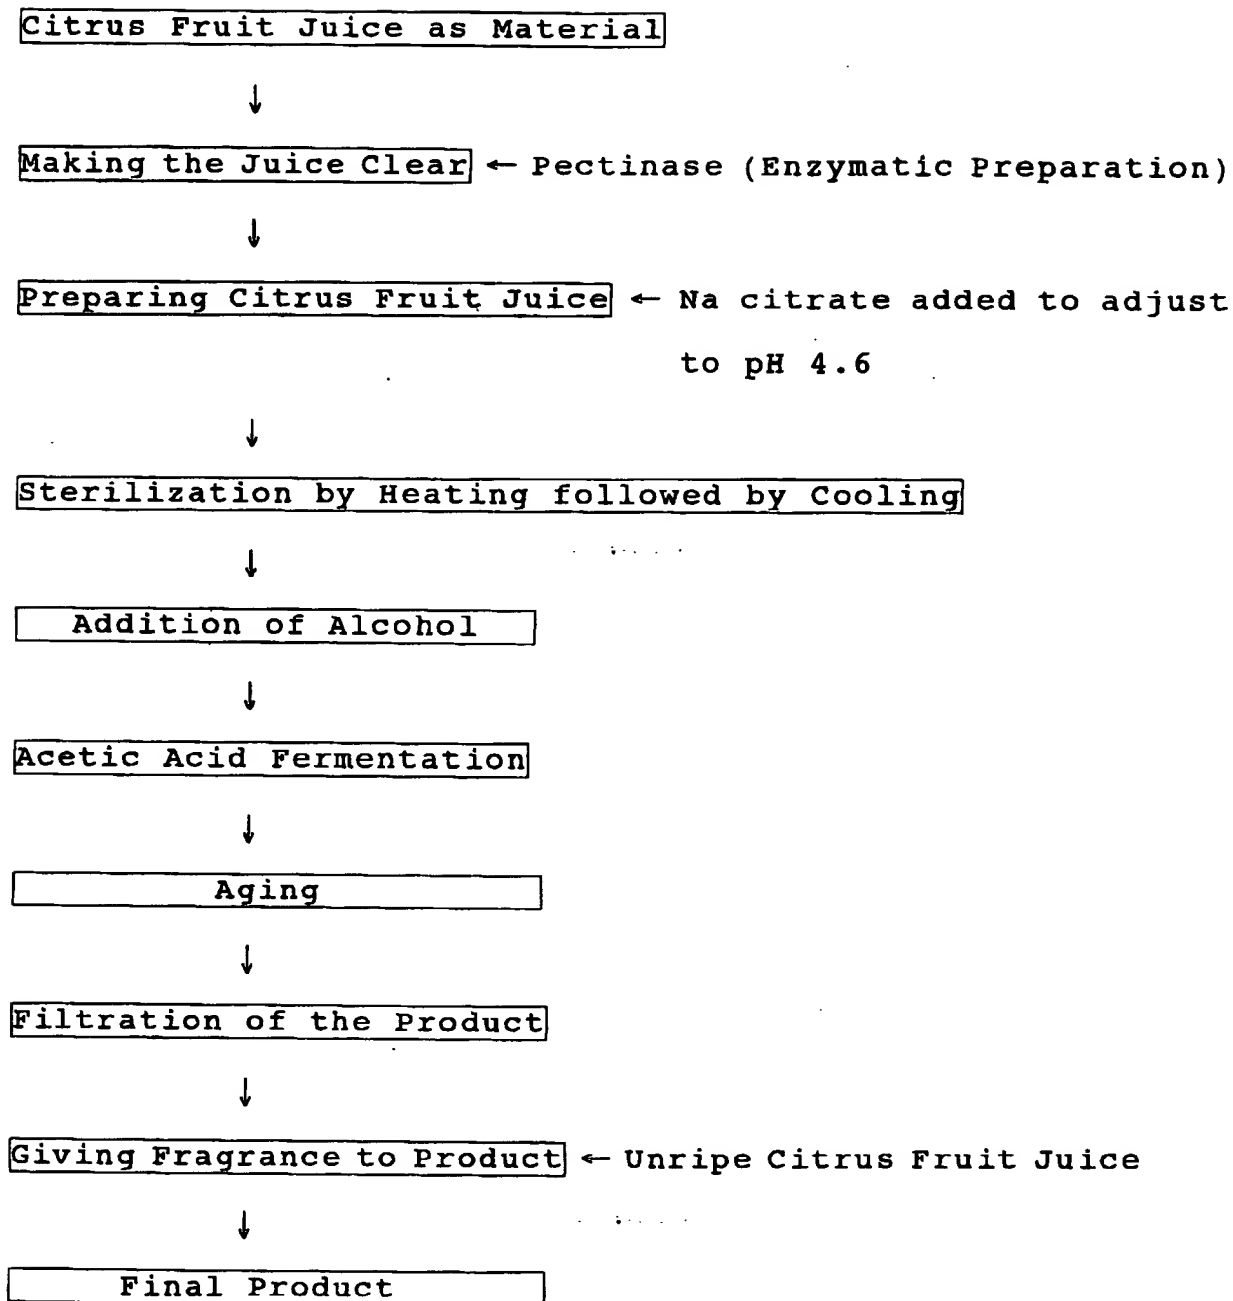 Citrus Fruit Juice as Material
↓
Making the Juice Clear ← Pectinase (Enzymatic Preparation)
↓
Preparing Citrus Fruit Juice ← Na citrate added to adjust
to pH 4.6
↓
Sterilization by Heating followed by Cooling
↓
Addition of Alcohol
↓
Acetic Acid Fermentation
↓
Aging
↓
Filtration of the Product
↓
Giving Fragrance to Product ← Unripe Citrus Fruit Juice
↓
Final Product